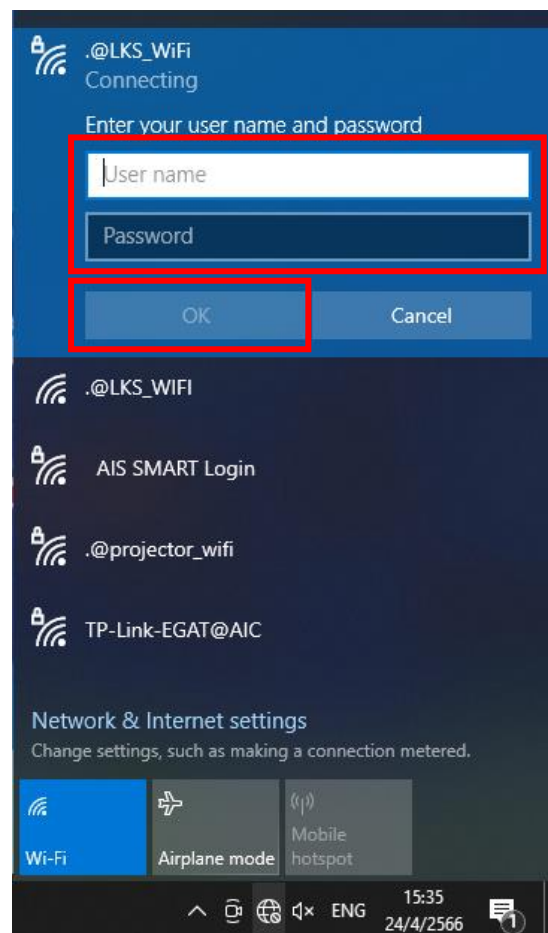 .@LKS_WiFi
Connecting
Enter your user name and password
User name
Password
OK
Cancel
.@LKS_WIFI
AIS SMART Login
.@projector_wifi
TP-Link-EGAT@AIC
Network & Internet settings
Change settings, such as making a connection metered.
Wi-Fi
Airplane mode
Mobile
hotspot
ENG
15:35
24/4/2566
1